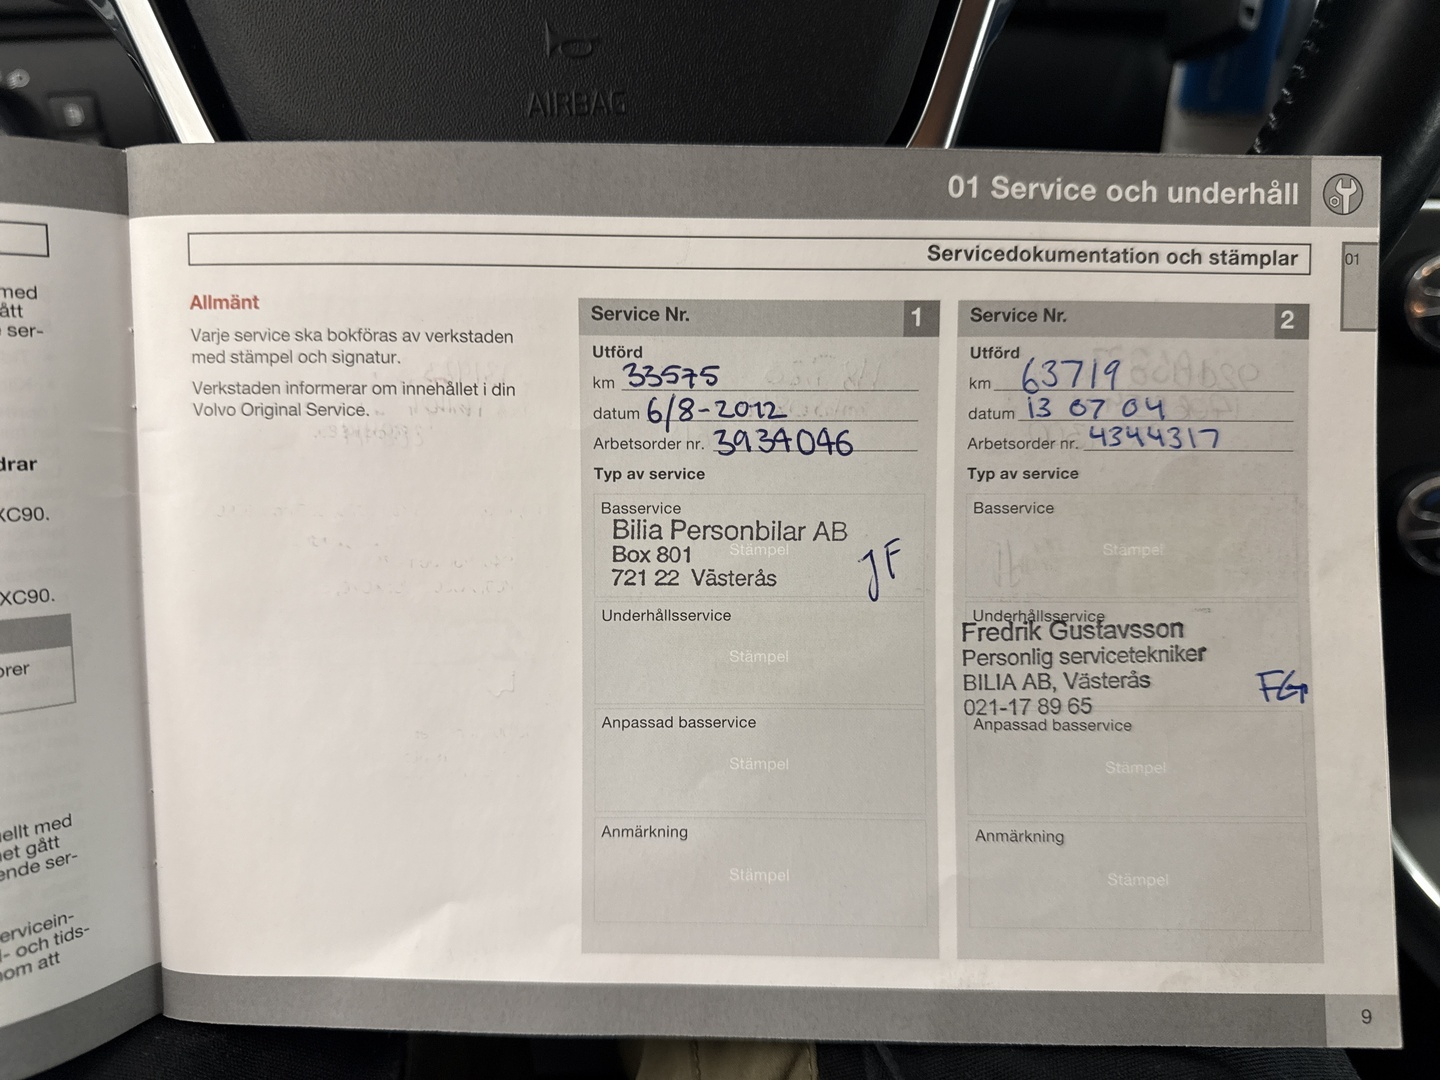 AIRBAG
med
ått
ser-
drar
XC90.
XC90.
orer
ellt med
et gått
ende ser-
ervicein-
- och tids-
om att
01 Service och underhåll
Servicedokumentation och stämplar
01
Allmänt
Varje service ska bokföras av verkstaden
med stämpel och signatur.
Verkstaden informerar om innehållet i din
Volvo Original Service.
Service Nr. 1
Utförd
km 33575
datum 6/8-2012
Arbetsorder nr. 3934046
Typ av service
Basservice
Bilia Personbilar AB
Stämpel
Box 801
721 22 Västerås
JF
Underhållsservice
Stämpel
Anpassad basservice
Stämpel
Anmärkning
Stämpel
Service Nr. 2
Utförd
km 63719
datum 13 07 04
Arbetsorder nr. 4344317
Typ av service
Basservice
Stämpel
Underhållsservice
Fredrik Gustavsson
Personlig servicetekniker
BILIA AB, Västerås
021-17 89 65
FG
Anpassad basservice
Stämpel
Anmärkning
Stämpel
9